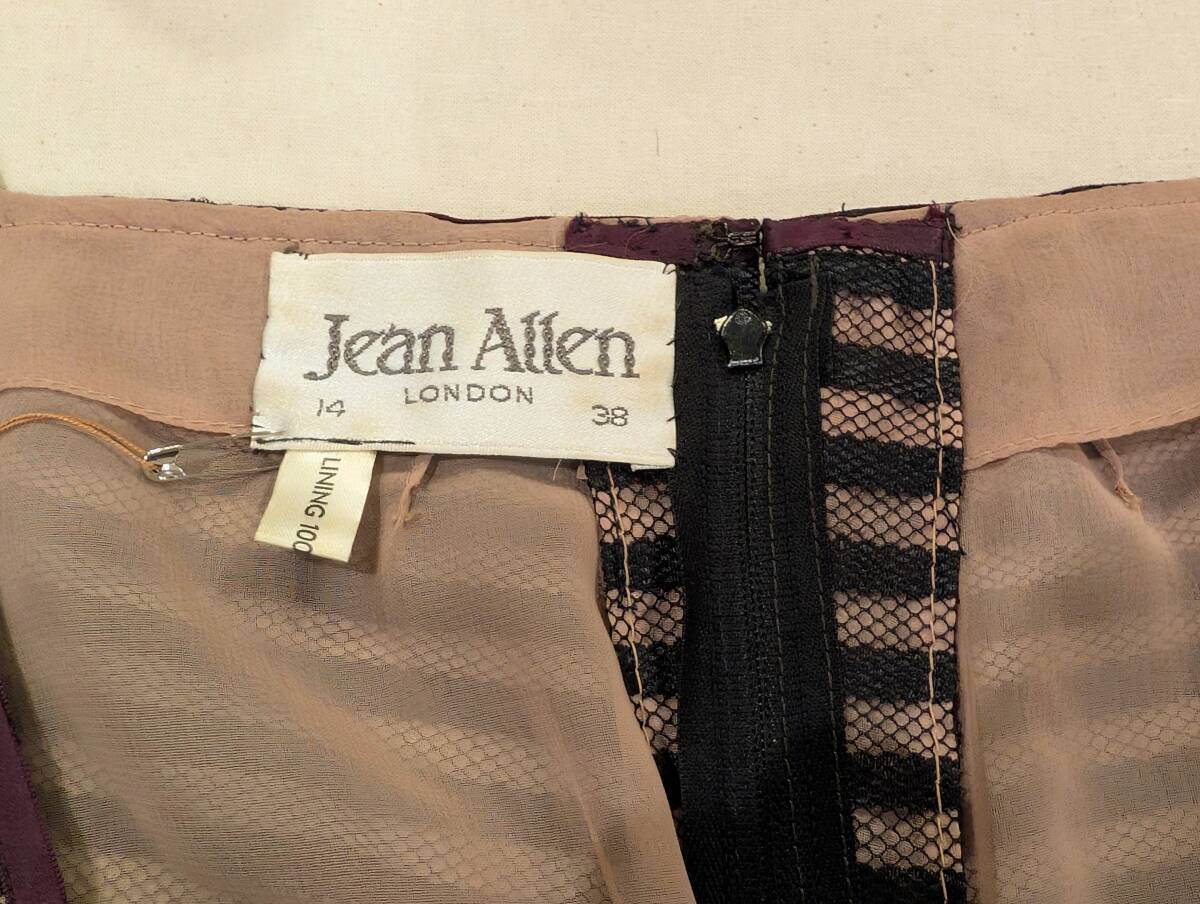 Jean Allen
LONDON
14 38
LINING 100